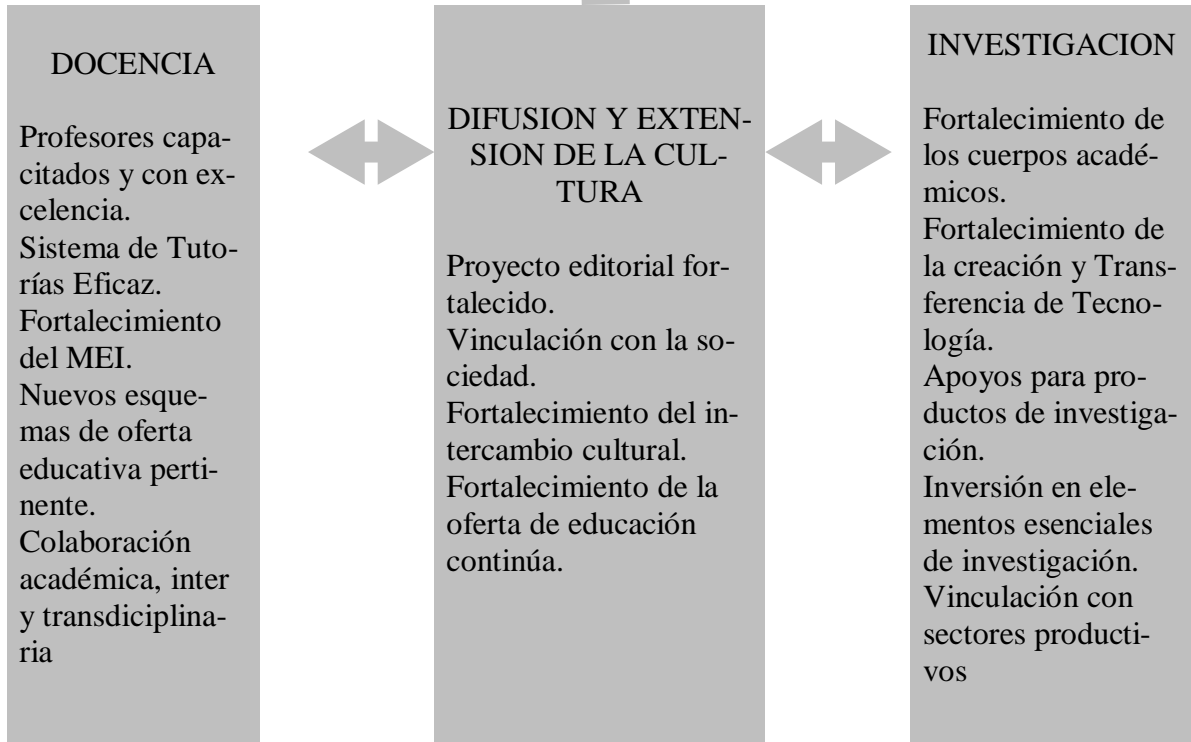 DOCENCIA
Profesores capa-
citados y con ex-
celencia.
Sistema de Tuto-
rías Eficaz.
Fortalecimiento
del MEI.
Nuevos esque-
mas de oferta
educativa perti-
nente.
Colaboración
académica, inter
y transdiciplina-
ria
DIFUSION Y EXTEN-
SION DE LA CUL-
TURA
Proyecto editorial for-
talecido.
Vinculación con la so-
ciedad.
Fortalecimiento del in-
tercambio cultural.
Fortalecimiento de la
oferta de educación
continúa.
INVESTIGACION
Fortalecimiento de
los cuerpos acadé-
micos.
Fortalecimiento de
la creación y Trans-
ferencia de Tecno-
logía.
Apoyos para pro-
ductos de investiga-
ción.
Inversión en ele-
mentos esenciales
de investigación.
Vinculación con
sectores producti-
vos